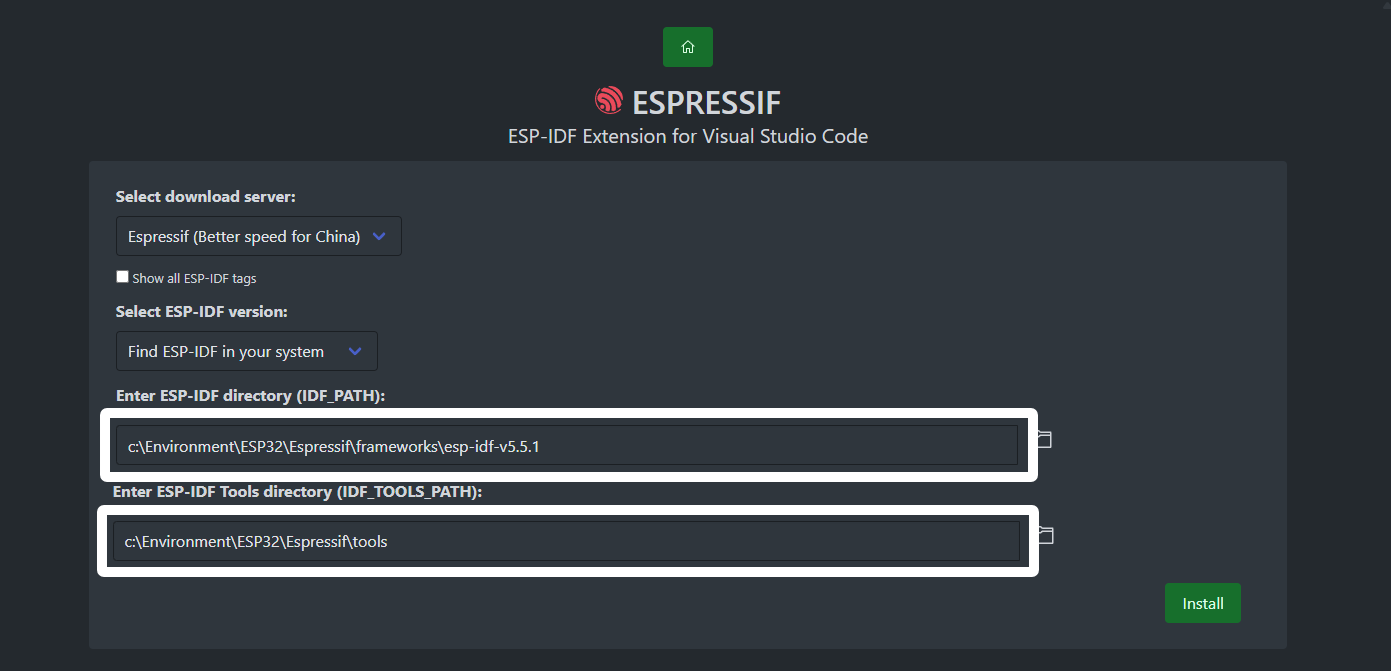 ESPRESSIF
ESP-IDF Extension for Visual Studio Code
Select download server:
Espressif (Better speed for China)
Show all ESP-IDF tags
Select ESP-IDF version:
Find ESP-IDF in your system
Enter ESP-IDF directory (IDF_PATH):
c:\Environment\ESP32\Espressif\frameworks\esp-idf-v5.5.1
Enter ESP-IDF Tools directory (IDF_TOOLS_PATH):
c:\Environment\ESP32\Espressif\tools
Install